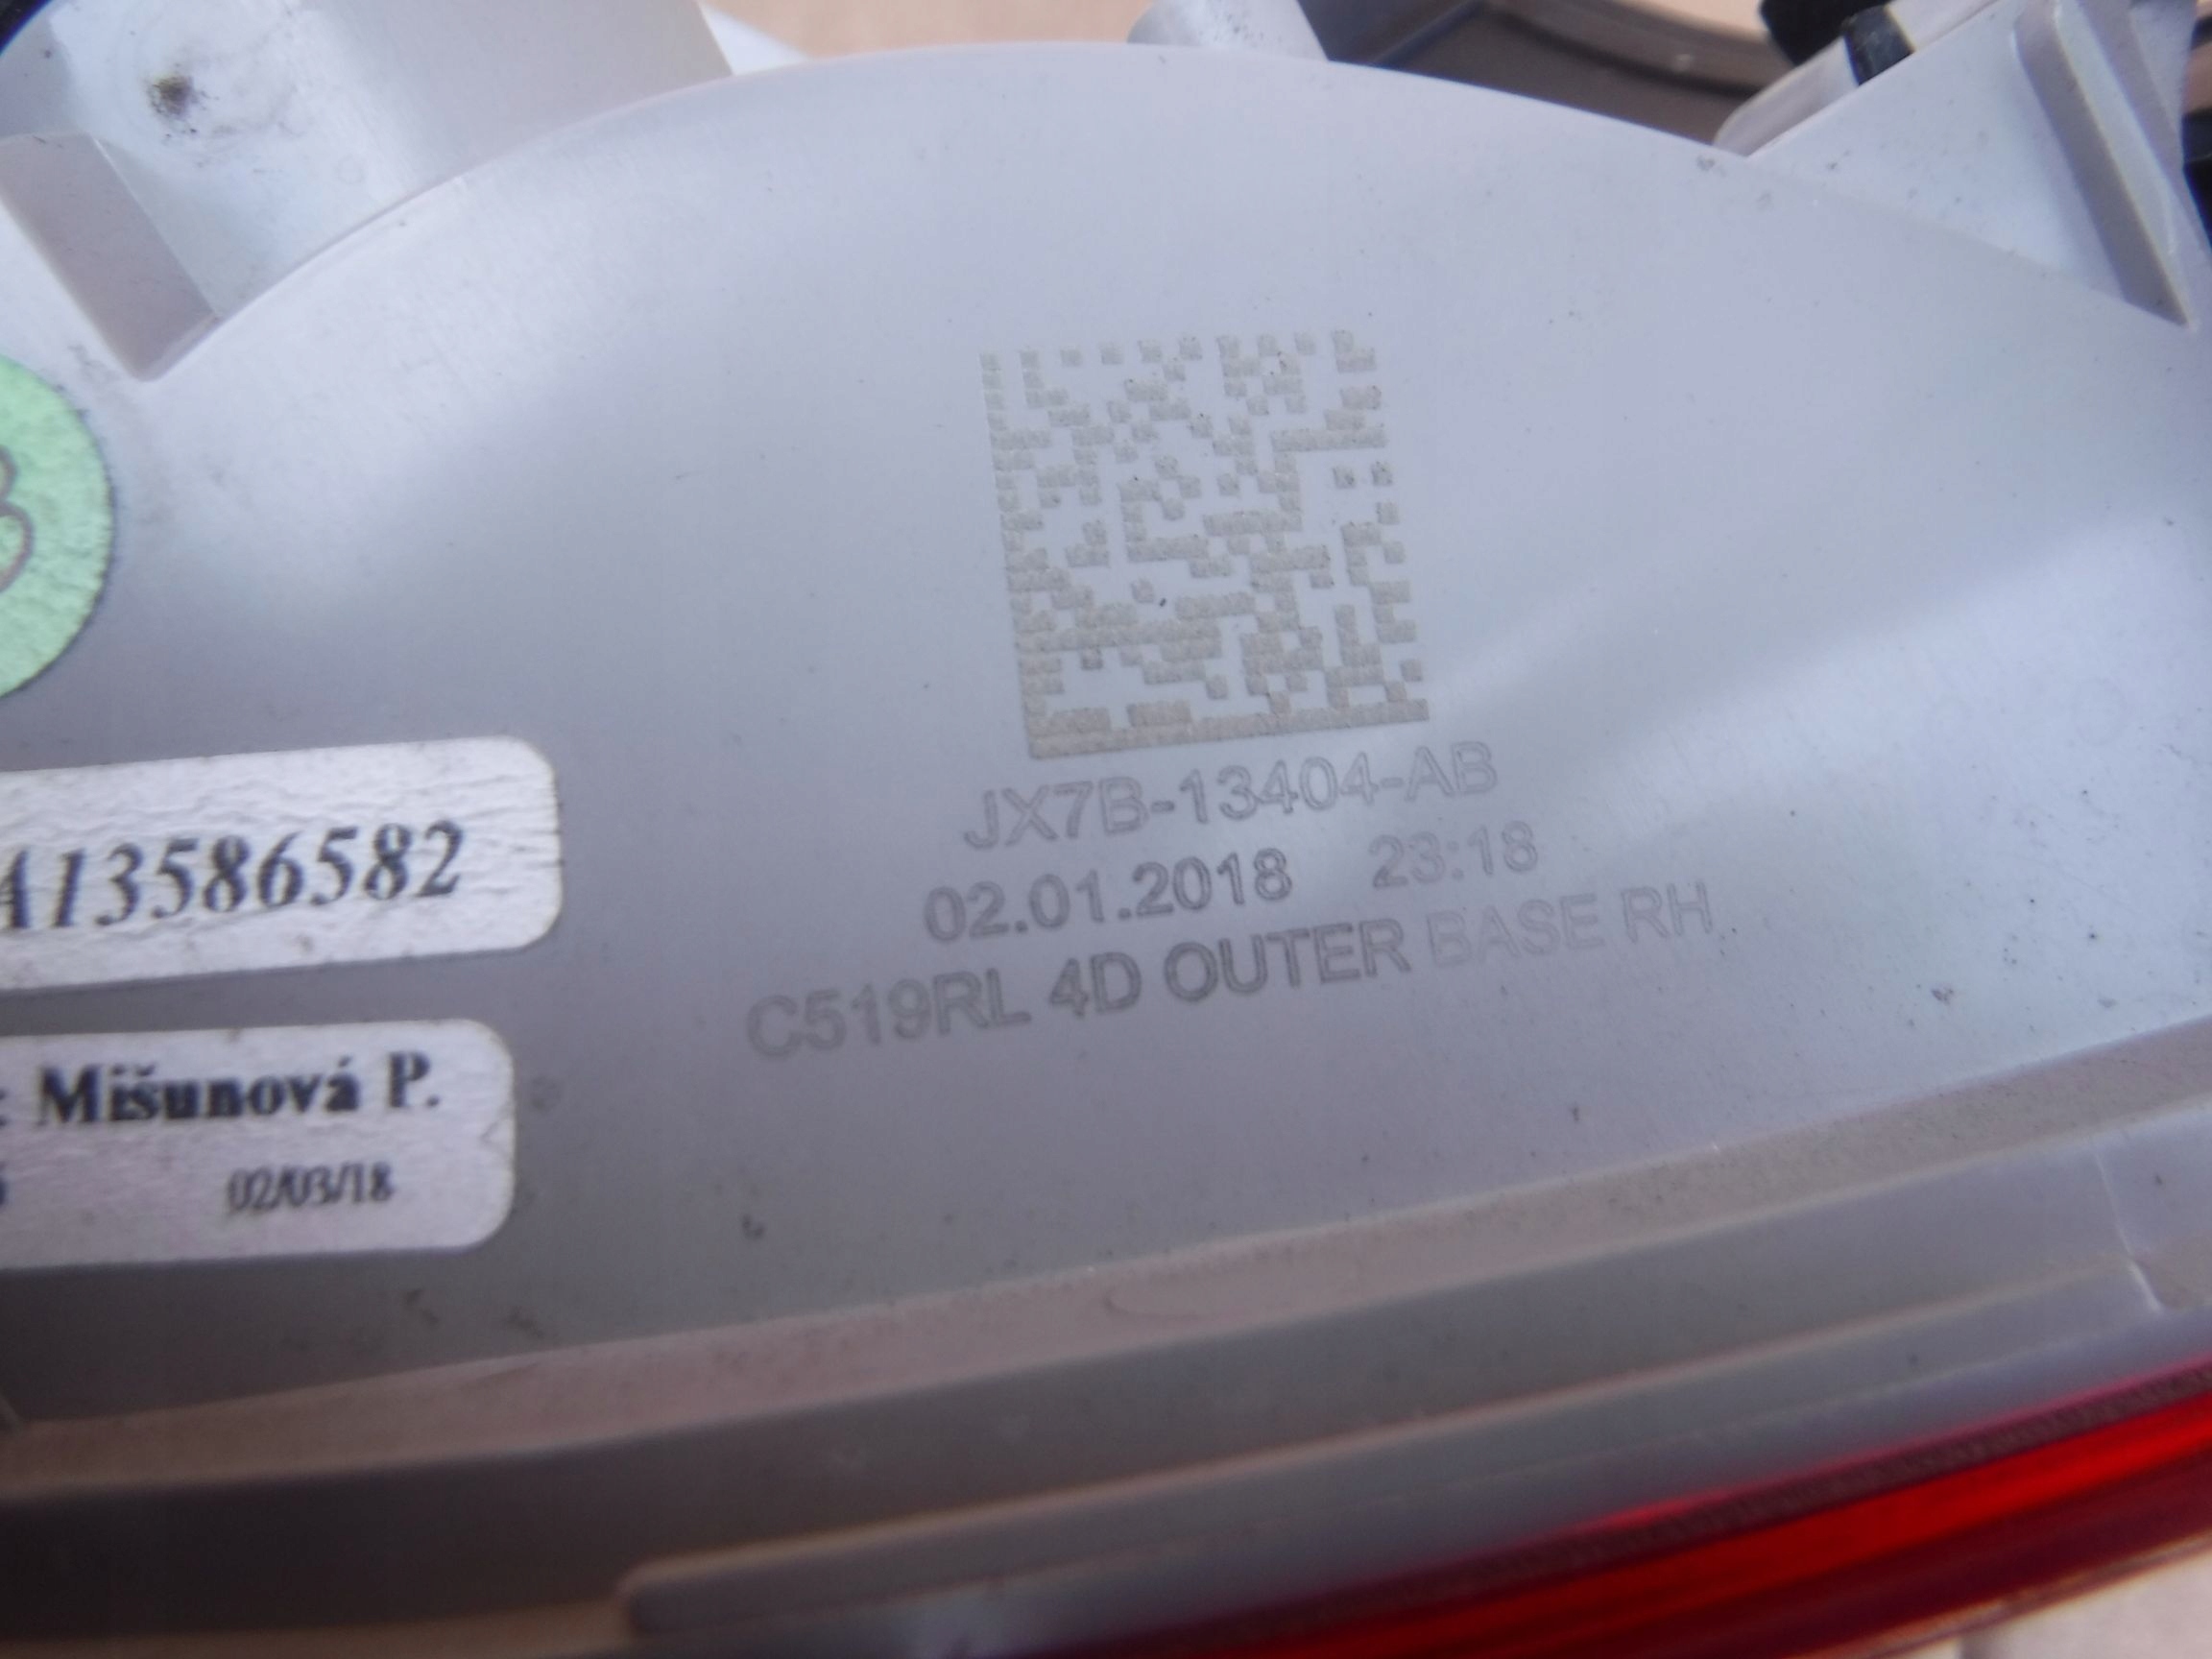 JX7B-13404-AB
02.01.2018 23:18
C519RL 4D OUTER BASE RH
A13586582
: Mišunová P.
02/03/18